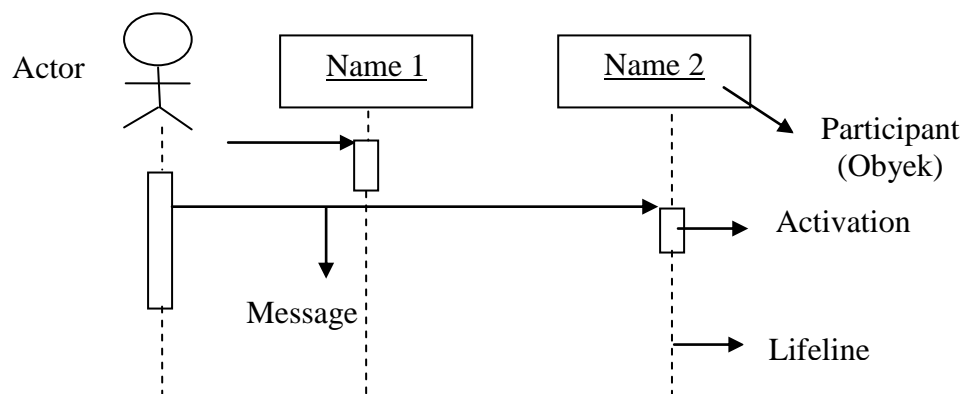 Actor
Name 1
Name 2
Participant
(Obyek)
Activation
Message
Lifeline